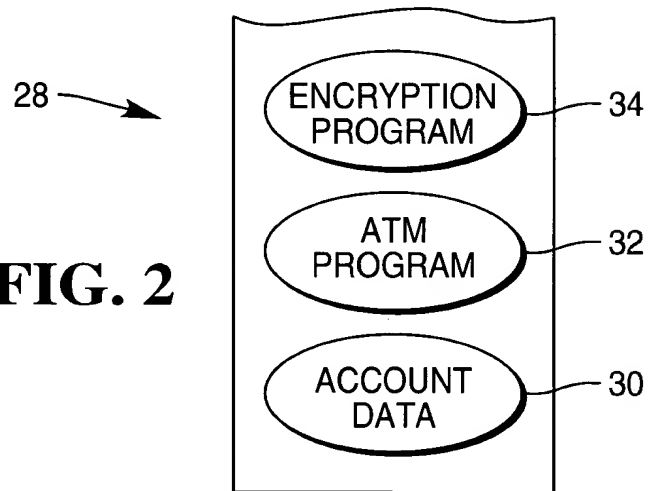 28
ENCRYPTION
PROGRAM
34
ATM
PROGRAM
32
FIG. 2
ACCOUNT
DATA
30